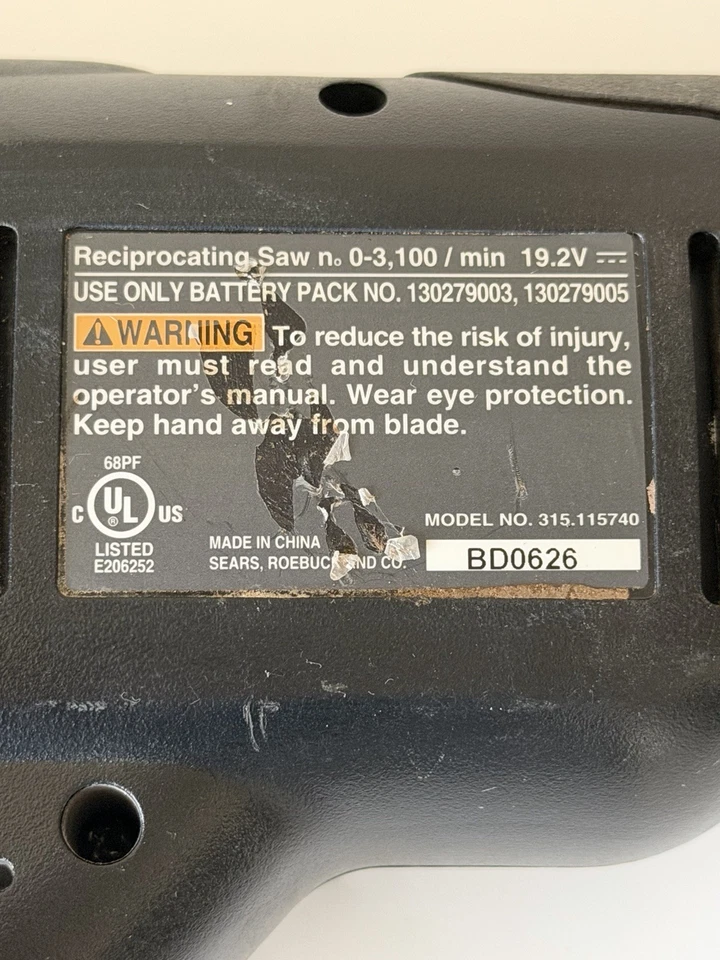 Reciprocating Saw nₒ 0-3,100 / min 19.2V ⎓
USE ONLY BATTERY PACK NO. 130279003, 130279005
⚠WARNING To reduce the risk of injury,
user must read and understand the
operator's manual. Wear eye protection.
Keep hand away from blade.
68PF
C UL ® US
LISTED
E206252
MADE IN CHINA
SEARS, ROEBUCK AND CO.
MODEL NO. 315.115740
BD0626